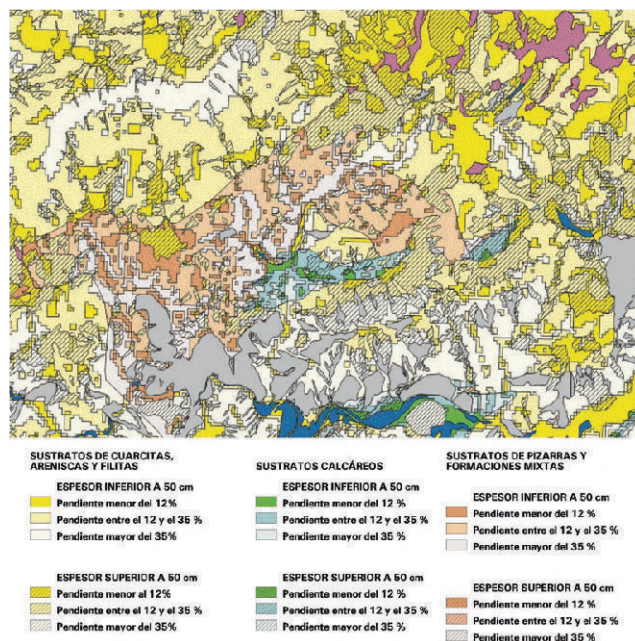 SUSTRATOS DE CUARCITAS,
ARENISCAS Y FILITAS
ESPESOR INFERIOR A 50 cm
Pendiente menor del 12%
Pendiente entre el 12 y el 35 %
Pendiente mayor del 35%
ESPESOR SUPERIOR A 50 cm
Pendiente menor al 12%
Pendiente entre el 12 y el 35 %
Pendiente mayor del 35%
SUSTRATOS CALCÁREOS
ESPESOR INFERIOR A 50 cm
Pendiente menor del 12 %
Pendiente entre el 12 y el 35 %
Pendiente mayor del 35 %
ESPESOR SUPERIOR A 50 cm
Pendiente menor del 12 %
Pendiente entre el 12 y el 35 %
Pendiente mayor del 35 %
SUSTRATOS DE PIZARRAS Y
FORMACIONES MIXTAS
ESPESOR INFERIOR A 50 cm
Pendiente menor del 12 %
Pendiente entre el 12 y el 35 %
Pendiente mayor del 35 %
ESPESOR SUPERIOR A 50 cm
Pendiente menor del 12 %
Pendiente entre el 12 y el 35 %
Pendiente mayor del 35 %